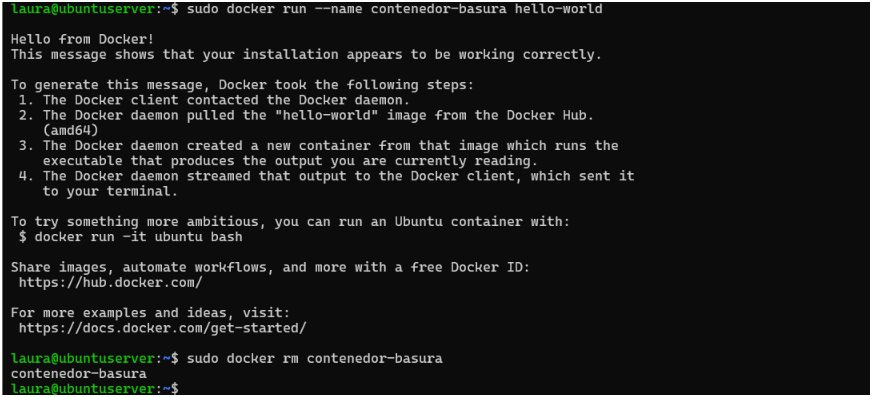 laura@ubuntuserver:~$ sudo docker run --name contenedor-basura hello-world
Hello from Docker!
This message shows that your installation appears to be working correctly.
To generate this message, Docker took the following steps:
1. The Docker client contacted the Docker daemon.
2. The Docker daemon pulled the "hello-world" image from the Docker Hub.
(amd64)
3. The Docker daemon created a new container from that image which runs the
executable that produces the output you are currently reading.
4. The Docker daemon streamed that output to the Docker client, which sent it
to your terminal.
To try something more ambitious, you can run an Ubuntu container with:
$ docker run -it ubuntu bash
Share images, automate workflows, and more with a free Docker ID:
https://hub.docker.com/
For more examples and ideas, visit:
https://docs.docker.com/get-started/
laura@ubuntuserver:~$ sudo docker rm contenedor-basura
contenedor-basura
laura@ubuntuserver:~$